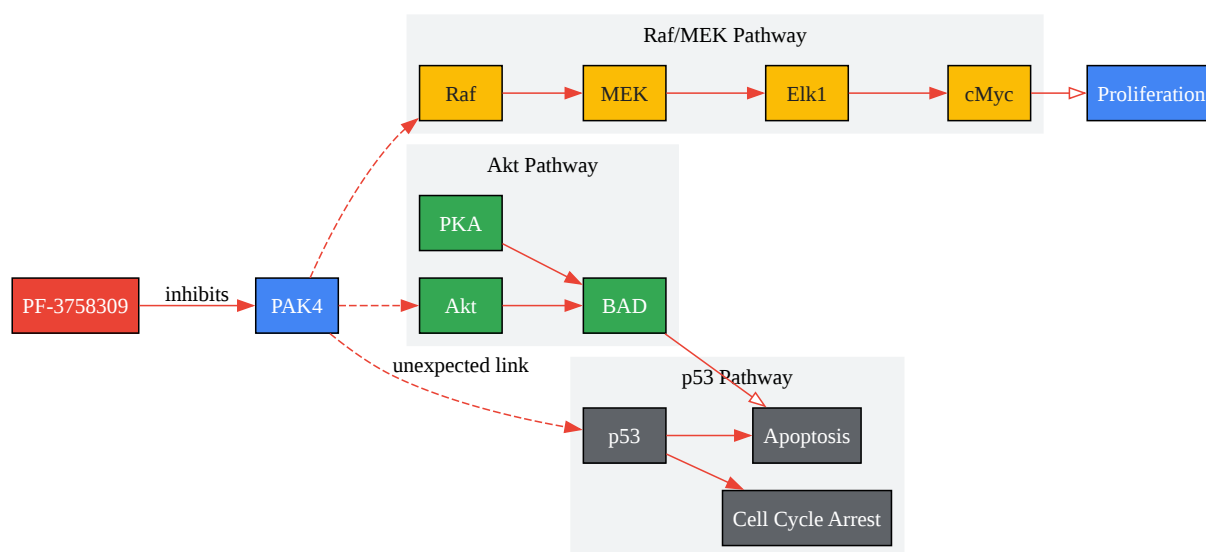 Raf/MEK Pathway
Raf
MEK
Elk1
cMyc
Proliferation
Akt Pathway
PKA
PF-3758309
inhibits
PAK4
Akt
BAD
unexpected link
p53 Pathway
p53
Apoptosis
Cell Cycle Arrest